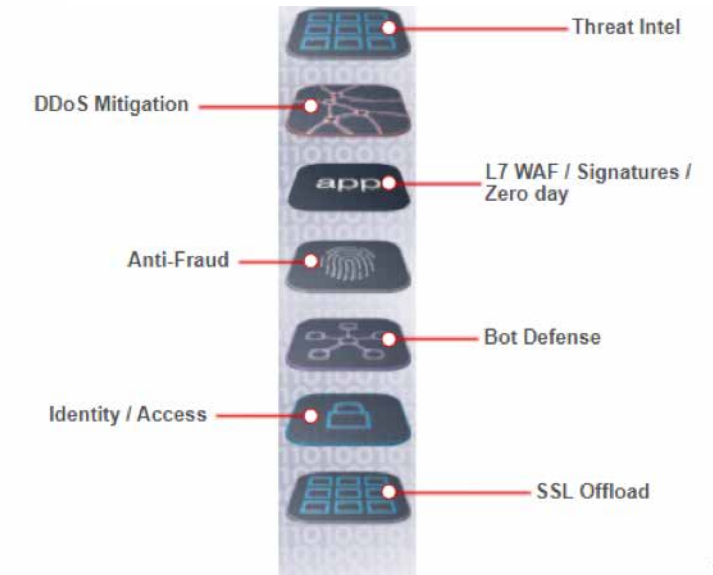 Threat Intel
DDoS Mitigation
L7 WAF / Signatures /
Zero day
app
Anti-Fraud
Bot Defense
Identity / Access
SSL Offload